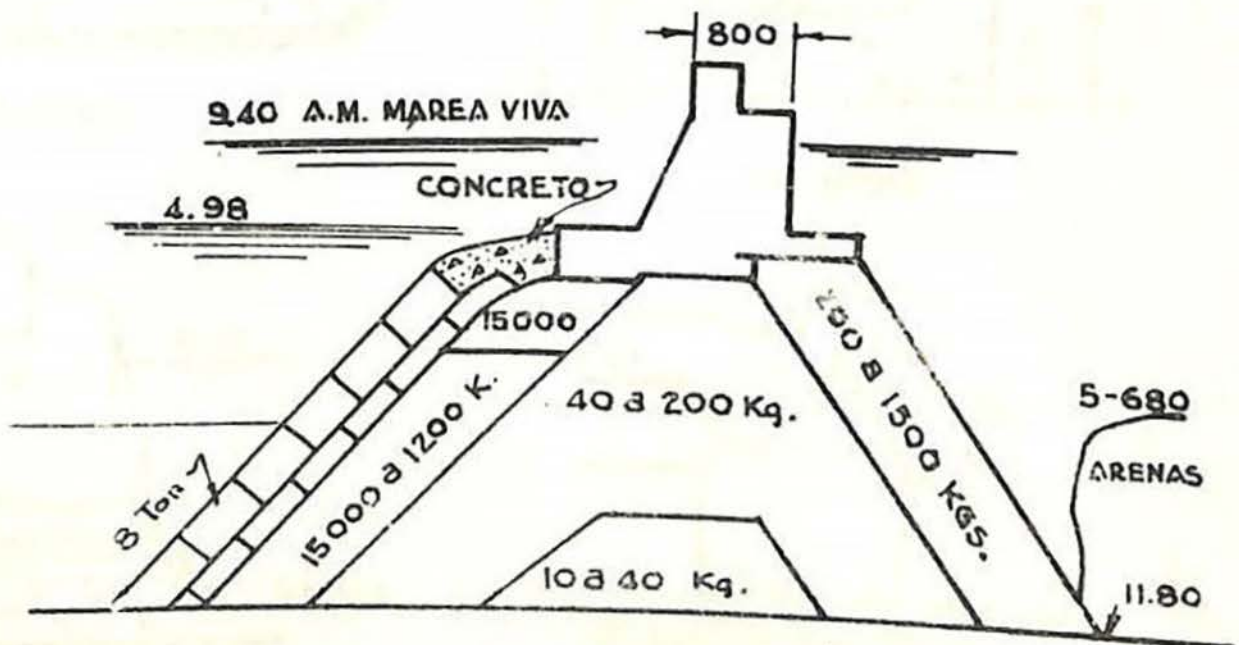 800
9.40 A.M. MAREA VIVA
CONCRETO
4.98
15000
200 a 1500 KGS.
15000 a 1200 K.
40 a 200 Kg.
5-680
ARENAS
8 Ton
10 a 40 Kg.
11.80